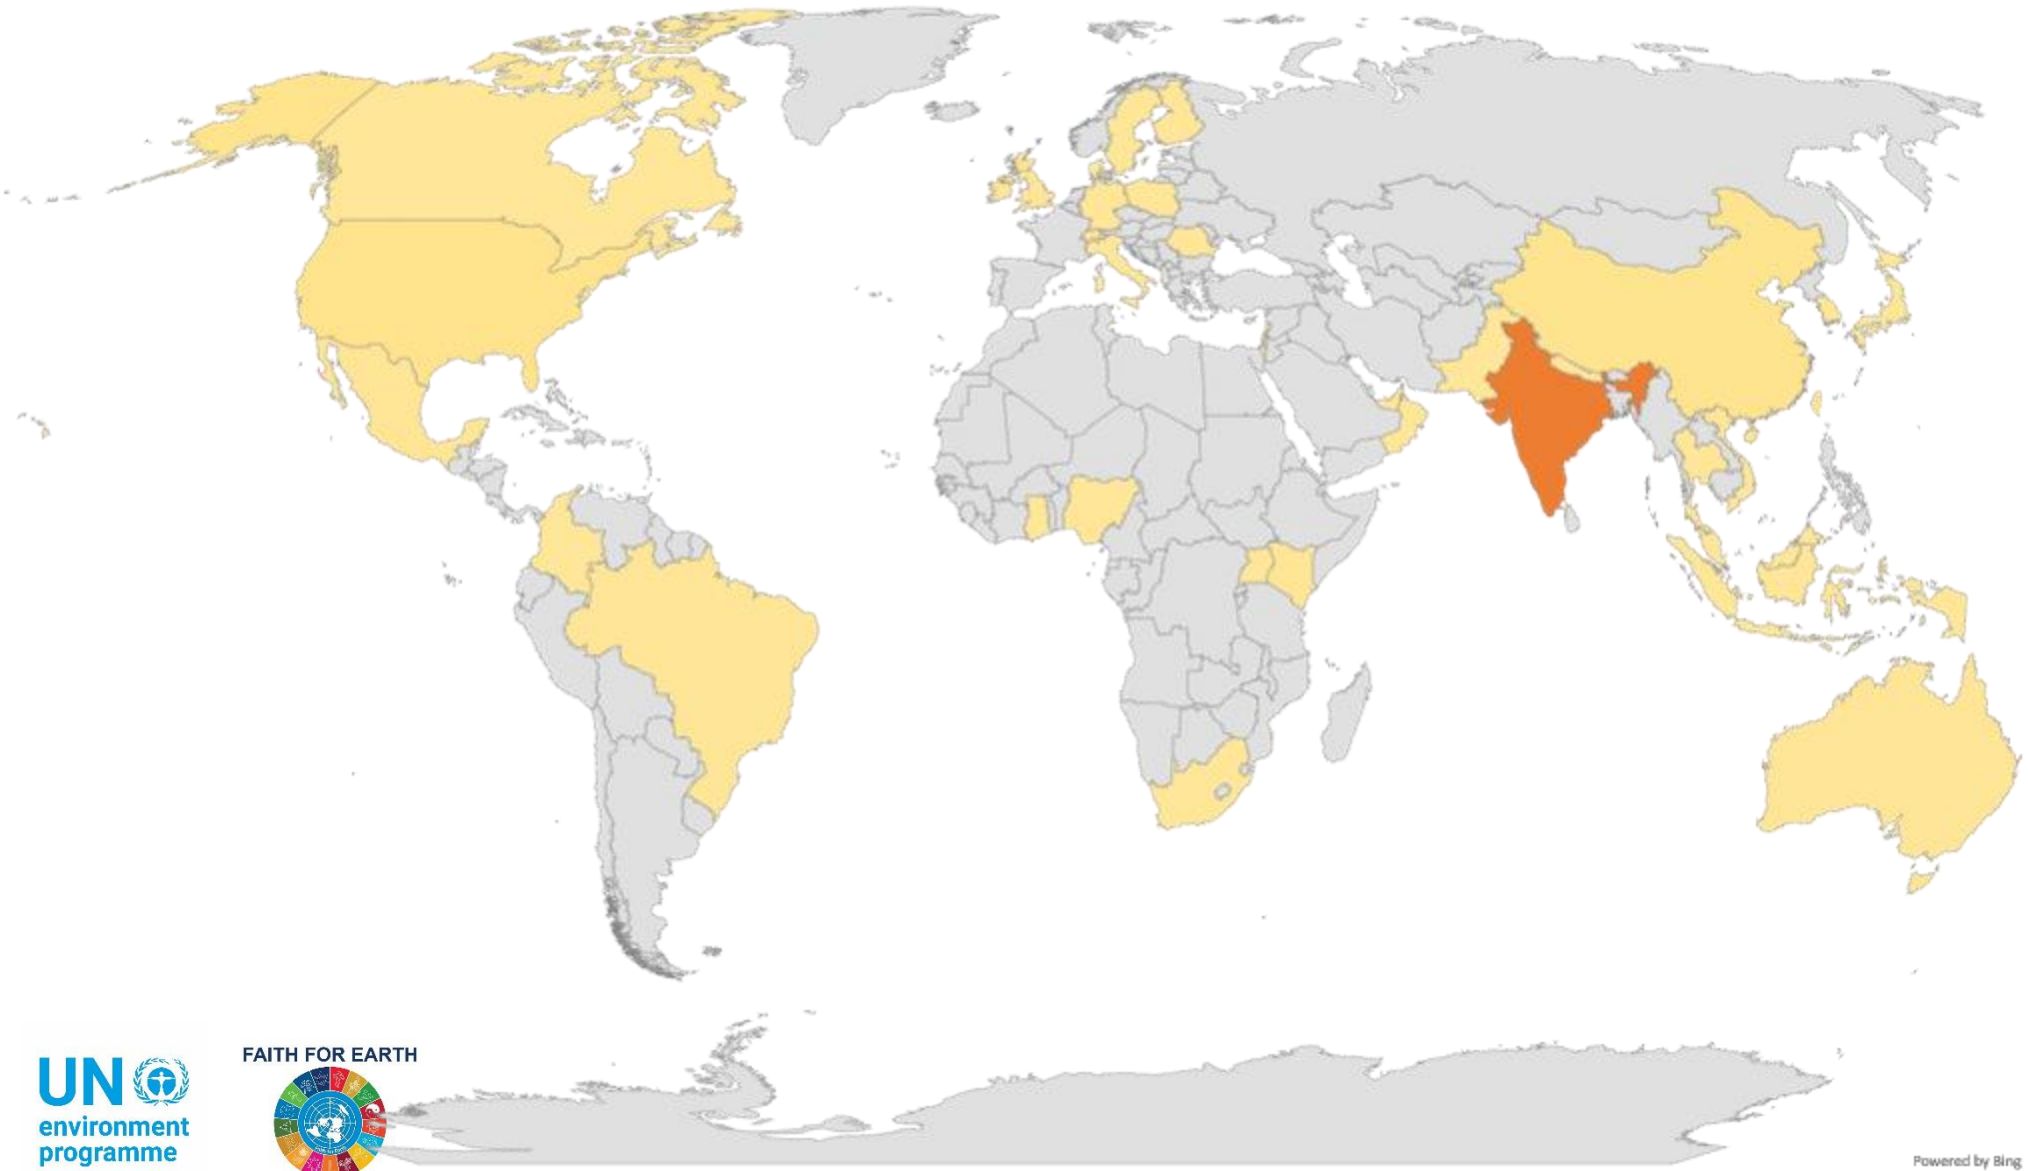 UN
environment
programme
FAITH FOR EARTH
Powered by Bing